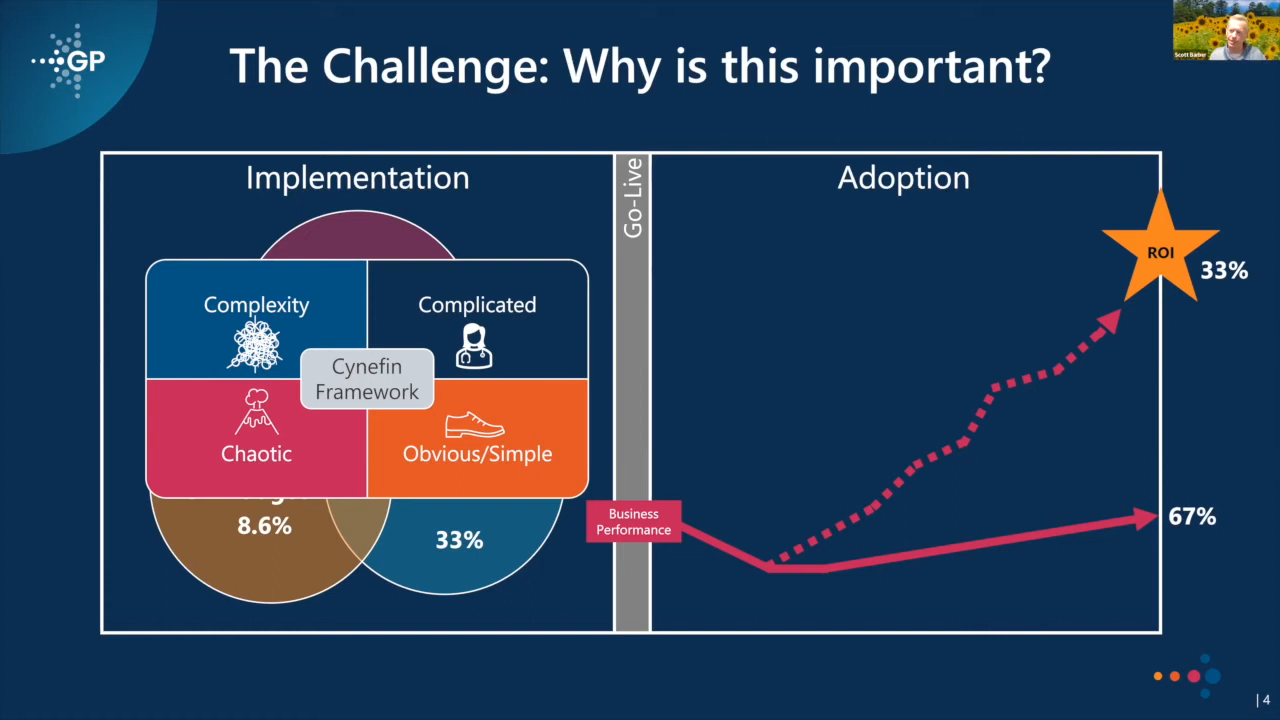 GP
The Challenge: Why is this important?
Scott Barber
Implementation
Go-Live
Adoption
Complexity
Complicated
Cynefin
Framework
Chaotic
Obvious/Simple
8.6%
33%
Business
Performance
ROI
33%
67%
| 4